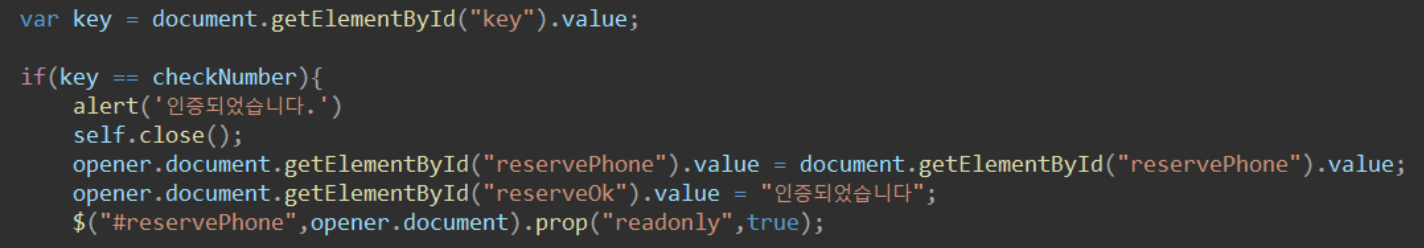 var key = document.getElementById("key").value;
if(key == checkNumber){
alert('인증되었습니다.')
self.close();
opener.document.getElementById("reservePhone").value = document.getElementById("reservePhone").value;
opener.document.getElementById("reserveOk").value = "인증되었습니다";
$("#reservePhone",opener.document).prop("readonly",true);